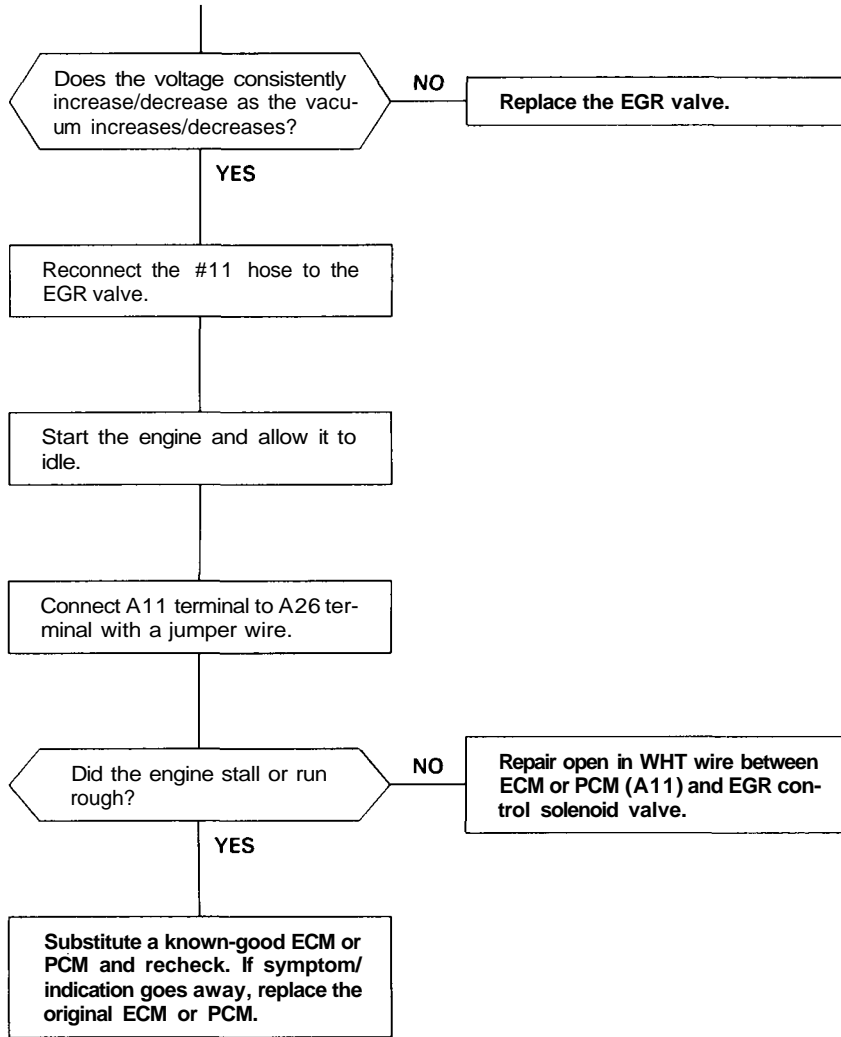 Does the voltage consistently
increase/decrease as the vacu-
um increases/decreases?
NO
Replace the EGR valve.
YES
Reconnect the #11 hose to the
EGR valve.
Start the engine and allow it to
idle.
Connect A11 terminal to A26 ter-
minal with a jumper wire.
Did the engine stall or run
rough?
NO
Repair open in WHT wire between
ECM or PCM (A11) and EGR con-
trol solenoid valve.
YES
Substitute a known-good ECM or
PCM and recheck. If symptom/
indication goes away, replace the
original ECM or PCM.